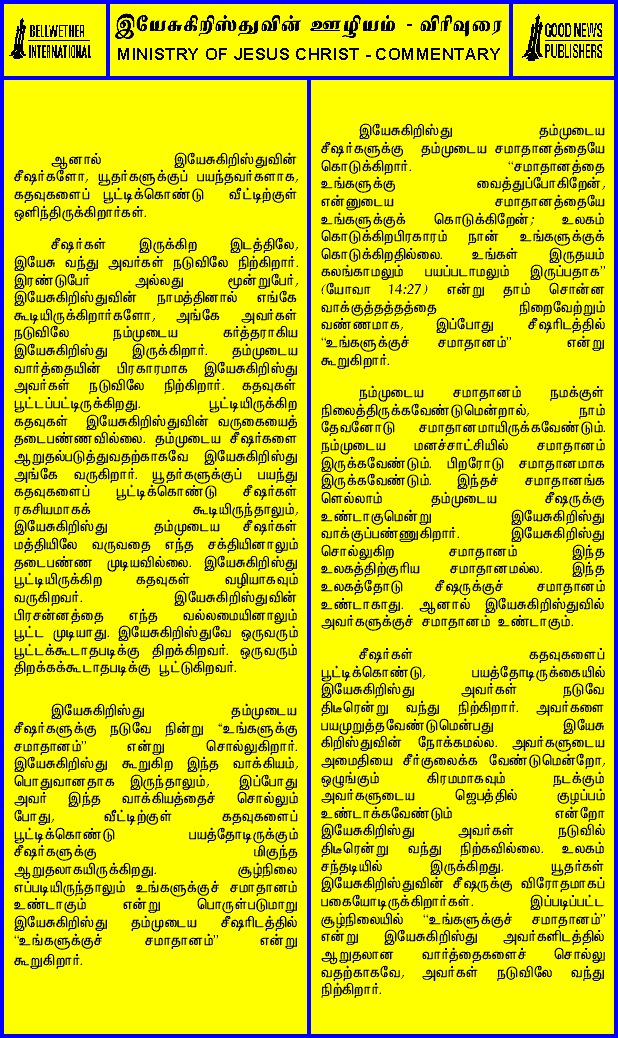 BELLWETHER
INTERNATIONAL
இயேசுகிறிஸ்துவின் ஊழியம் - விரிவுரை
MINISTRY OF JESUS CHRIST - COMMENTARY
GOOD NEWS
PUBLISHERS
ஆனால் இயேசுகிறிஸ்துவின்
சீஷர்களோ, யூதர்களுக்குப் பயந்தவர்களாக,
கதவுகளைப் பூட்டிக்கொண்டு வீட்டிற்குள்
ஒளிந்திருக்கிறார்கள்.
சீஷர்கள் இருக்கிற இடத்திலே,
இயேசு வந்து அவர்கள் நடுவிலே நிற்கிறார்.
இரண்டுபேர் அல்லது மூன்றுபேர்,
இயேசுகிறிஸ்துவின் நாமத்தினால் எங்கே
கூடியிருக்கிறார்களோ, அங்கே அவர்கள்
நடுவிலே நம்முடைய கர்த்தராகிய
இயேசுகிறிஸ்து இருக்கிறார். தம்முடைய
வார்த்தையின் பிரகாரமாக இயேசுகிறிஸ்து
அவர்கள் நடுவிலே நிற்கிறார். கதவுகள்
பூட்டப்பட்டிருக்கிறது. பூட்டியிருக்கிற
கதவுகள் இயேசுகிறிஸ்துவின் வருகையைத்
தடைபண்ணவில்லை. தம்முடைய சீஷர்களை
ஆறுதல்படுத்துவதற்காகவே இயேசுகிறிஸ்து
அங்கே வருகிறார். யூதர்களுக்குப் பயந்து
கதவுகளைப் பூட்டிக்கொண்டு சீஷர்கள்
ரகசியமாகக் கூடியிருந்தாலும்,
இயேசுகிறிஸ்து தம்முடைய சீஷர்கள்
மத்தியிலே வருவதை எந்த சக்தியினாலும்
தடைபண்ண முடியவில்லை. இயேசுகிறிஸ்து
பூட்டியிருக்கிற கதவுகள் வழியாகவும்
வருகிறவர். இயேசுகிறிஸ்துவின்
பிரசன்னத்தை எந்த வல்லமையினாலும்
பூட்ட முடியாது. இயேசுகிறிஸ்துவே ஒருவரும்
பூட்டக்கூடாதபடிக்கு திறக்கிறவர். ஒருவரும்
திறக்கக்கூடாதபடிக்கு பூட்டுகிறவர்.
இயேசுகிறிஸ்து தம்முடைய
சீஷர்களுக்கு நடுவே நின்று “உங்களுக்கு
சமாதானம்” என்று சொல்லுகிறார்.
இயேசுகிறிஸ்து கூறுகிற இந்த வாக்கியம்,
பொதுவானதாக இருந்தாலும், இப்போது
அவர் இந்த வாக்கியத்தைச் சொல்லும்
போது, வீட்டிற்குள் கதவுகளைப்
பூட்டிக்கொண்டு பயத்தோடிருக்கும்
சீஷர்களுக்கு மிகுந்த
ஆறுதலாகயிருக்கிறது. சூழ்நிலை
எப்படியிருந்தாலும் உங்களுக்குச் சமாதானம்
உண்டாகும் என்று பொருள்படுமாறு
இயேசுகிறிஸ்து தம்முடைய சீஷரிடத்தில்
“உங்களுக்குச் சமாதானம்” என்று
கூறுகிறார்.
இயேசுகிறிஸ்து தம்முடைய
சீஷர்களுக்கு தம்முடைய சமாதானத்தையே
கொடுக்கிறார். “சமாதானத்தை
உங்களுக்கு வைத்துப்போகிறேன்,
என்னுடைய சமாதானத்தையே
உங்களுக்குக் கொடுக்கிறேன்; உலகம்
கொடுக்கிறபிரகாரம் நான் உங்களுக்குக்
கொடுக்கிறதில்லை. உங்கள் இருதயம்
கலங்காமலும் பயப்படாமலும் இருப்பதாக”
(யோவா 14:27) என்று தாம் சொன்ன
வாக்குத்தத்தத்தை நிறைவேற்றும்
வண்ணமாக, இப்போது சீஷரிடத்தில்
“உங்களுக்குச் சமாதானம்” என்று
கூறுகிறார்.
நம்முடைய சமாதானம் நமக்குள்
நிலைத்திருக்கவேண்டுமென்றால், நாம்
தேவனோடு சமாதானமாயிருக்கவேண்டும்.
நம்முடைய மனச்சாட்சியில் சமாதானம்
இருக்கவேண்டும். பிறரோடு சமாதானமாக
இருக்கவேண்டும். இந்தச் சமாதானங்க
ளெல்லாம் தம்முடைய சீஷருக்கு
உண்டாகுமென்று இயேசுகிறிஸ்து
வாக்குப்பண்ணுகிறார். இயேசுகிறிஸ்து
சொல்லுகிற சமாதானம் இந்த
உலகத்திற்குரிய சமாதானமல்ல. இந்த
உலகத்தோடு சீஷருக்குச் சமாதானம்
உண்டாகாது. ஆனால் இயேசுகிறிஸ்துவில்
அவர்களுக்குச் சமாதானம் உண்டாகும்.
சீஷர்கள் கதவுகளைப்
பூட்டிக்கொண்டு, பயத்தோடிருக்கையில்
இயேசுகிறிஸ்து அவர்கள் நடுவே
திடீரென்று வந்து நிற்கிறார். அவர்களை
பயமுறுத்தவேண்டுமென்பது இயேசு
கிறிஸ்துவின் நோக்கமல்ல. அவர்களுடைய
அமைதியை சீர்குலைக்க வேண்டுமென்றோ,
ஒழுங்கும் கிரமமாகவும் நடக்கும்
அவர்களுடைய ஜெபத்தில் குழப்பம்
உண்டாக்கவேண்டும் என்றோ
இயேசுகிறிஸ்து அவர்கள் நடுவில்
திடீரென்று வந்து நிற்கவில்லை. உலகம்
சந்தடியில் இருக்கிறது. யூதர்கள்
இயேசுகிறிஸ்துவின் சீஷருக்கு விரோதமாகப்
பகையோடிருக்கிறார்கள். இப்படிப்பட்ட
சூழ்நிலையில் “உங்களுக்குச் சமாதானம்”
என்று இயேசுகிறிஸ்து அவர்களிடத்தில்
ஆறுதலான வார்த்தைகளைச் சொல்லு
வதற்காகவே, அவர்கள் நடுவிலே வந்து
நிற்கிறார்.